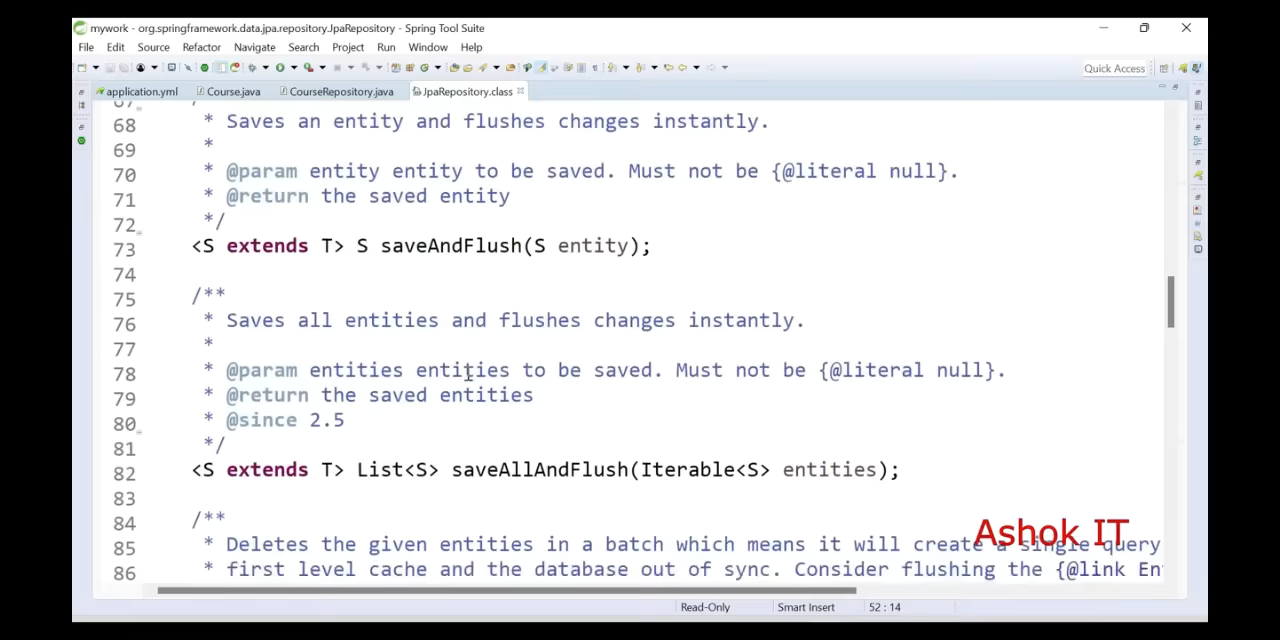 mywork - org.springframework.data.jpa.repository.JpaRepository - Spring Tool Suite
File Edit Source Refactor Navigate Search Project Run Window Help
Quick Access
application.yml Course.java CourseRepository.java JpaRepository.class
67 /**
68 * Saves an entity and flushes changes instantly.
69 *
70 * @param entity entity to be saved. Must not be {@literal null}.
71 * @return the saved entity
72 */
73 <S extends T> S saveAndFlush(S entity);
74
75 /**
76 * Saves all entities and flushes changes instantly.
77 *
78 * @param entities entities to be saved. Must not be {@literal null}.
79 * @return the saved entities
80 * @since 2.5
81 */
82 <S extends T> List<S> saveAllAndFlush(Iterable<S> entities);
83
84 /**
85 * Deletes the given entities in a batch which means it will create a single query
86 * first level cache and the database out of sync. Consider flushing the {@link En
Ashok IT
Read-Only Smart Insert 52 : 14